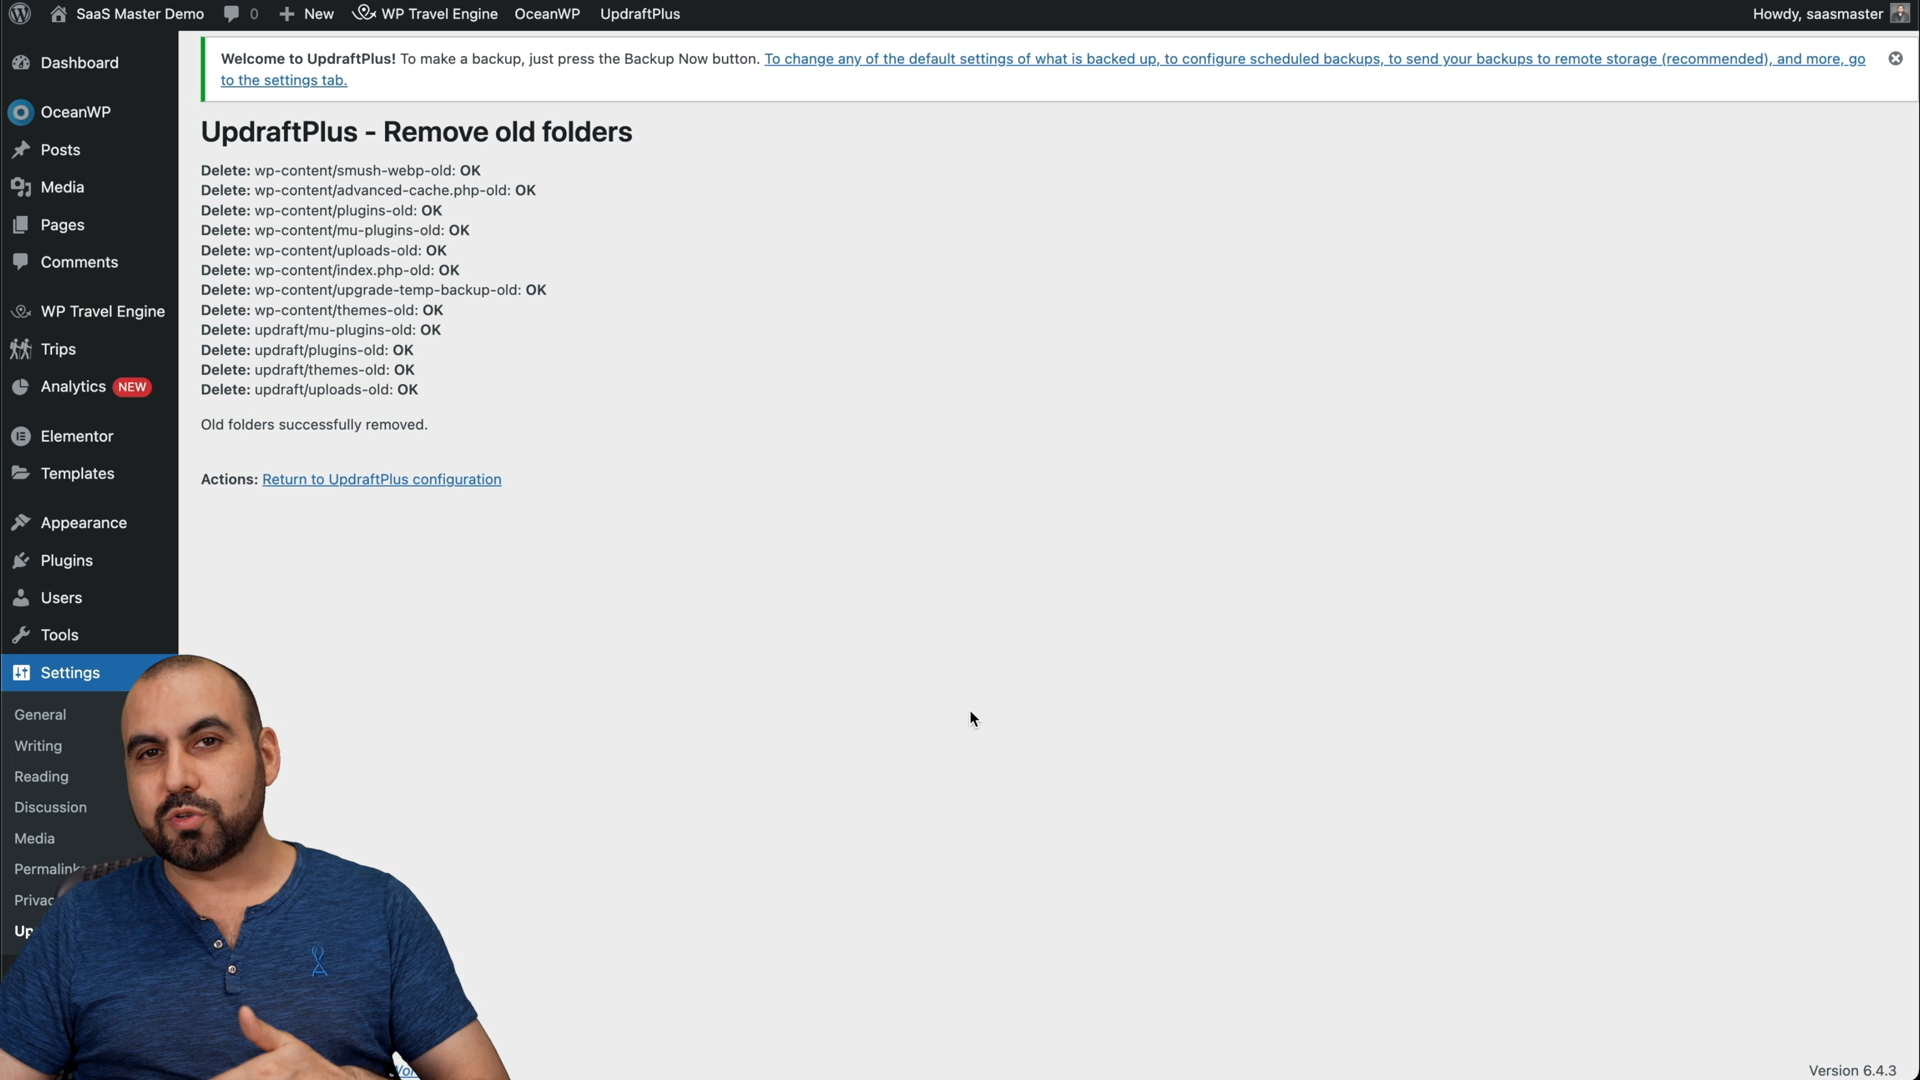 SaaS Master Demo 0 New WP Travel Engine OceanWP UpdraftPlus Howdy, saasmaster
Welcome to UpdraftPlus! To make a backup, just press the Backup Now button. To change any of the default settings of what is backed up, to configure scheduled backups, to send your backups to remote storage (recommended), and more, go
to the settings tab.
Dashboard
OceanWP
Posts
Media
Pages
Comments
WP Travel Engine
Trips
Analytics NEW
Elementor
Templates
Appearance
Plugins
Users
Tools
Settings
General
Writing
Reading
Discussion
Media
UpdraftPlus - Remove old folders
Delete: wp-content/smush-webp-old: OK
Delete: wp-content/advanced-cache.php-old: OK
Delete: wp-content/plugins-old: OK
Delete: wp-content/mu-plugins-old: OK
Delete: wp-content/uploads-old: OK
Delete: wp-content/index.php-old: OK
Delete: wp-content/upgrade-temp-backup-old: OK
Delete: wp-content/themes-old: OK
Delete: updraft/mu-plugins-old: OK
Delete: updraft/plugins-old: OK
Delete: updraft/themes-old: OK
Delete: updraft/uploads-old: OK
Old folders successfully removed.
Actions: Return to UpdraftPlus configuration
Version 6.4.3